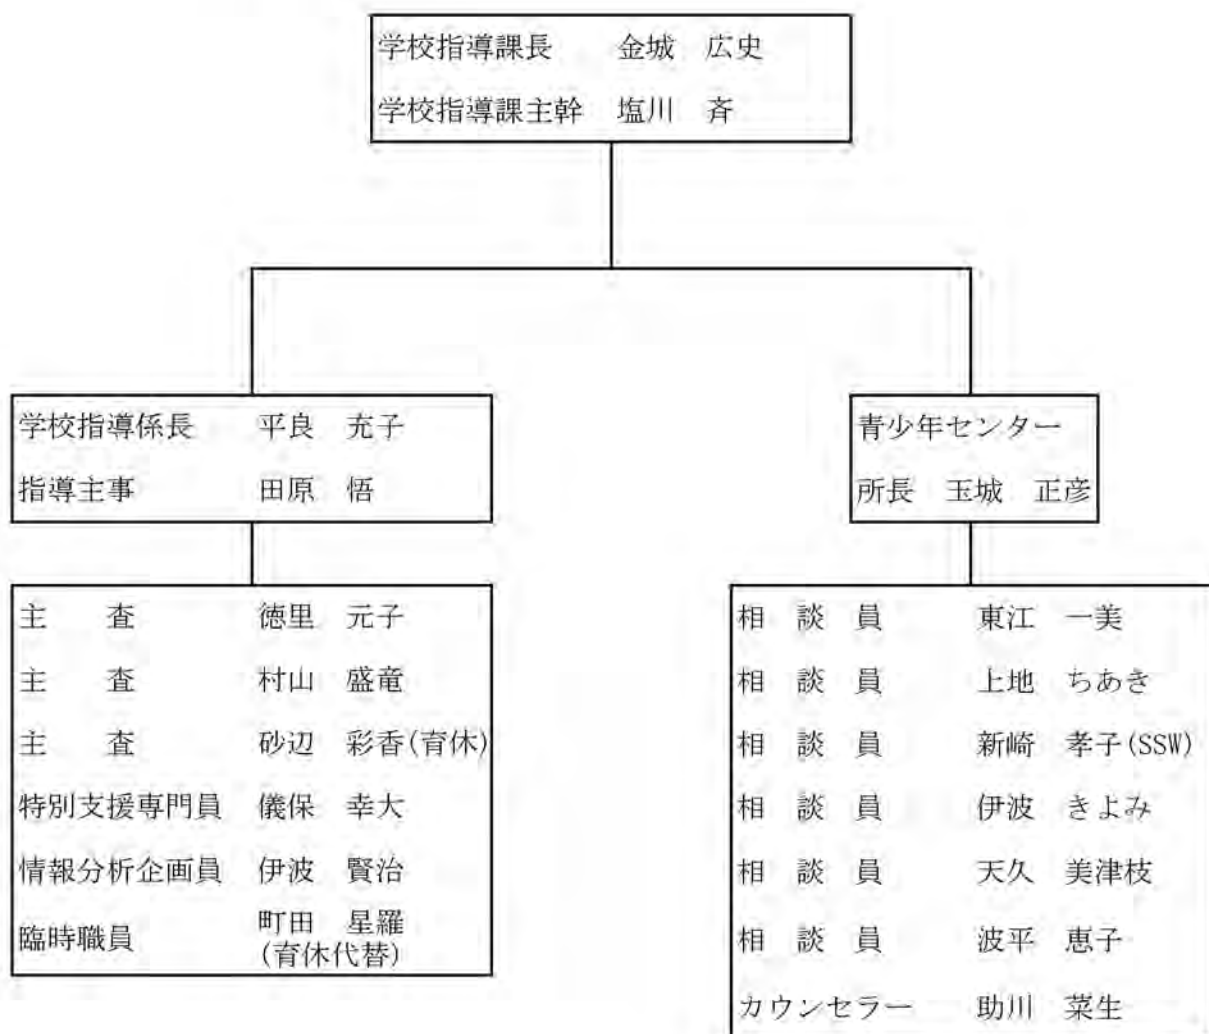 学校指導課長 金城 広史
学校指導課主幹 塩川 斉
学校指導係長 平良 充子
指導主事 田原 悟
青少年センター
所長 玉城 正彦
主 査 徳里 元子
主 査 村山 盛竜
主 査 砂辺 彩香(育休)
特別支援専門員 儀保 幸大
情報分析企画員 伊波 賢治
臨時職員 町田 星羅
(育休代替)
相 談 員 東江 一美
相 談 員 上地 ちあき
相 談 員 新崎 孝子(SSW)
相 談 員 伊波 きよみ
相 談 員 天久 美津枝
相 談 員 波平 恵子
カウンセラー 助川 菜生